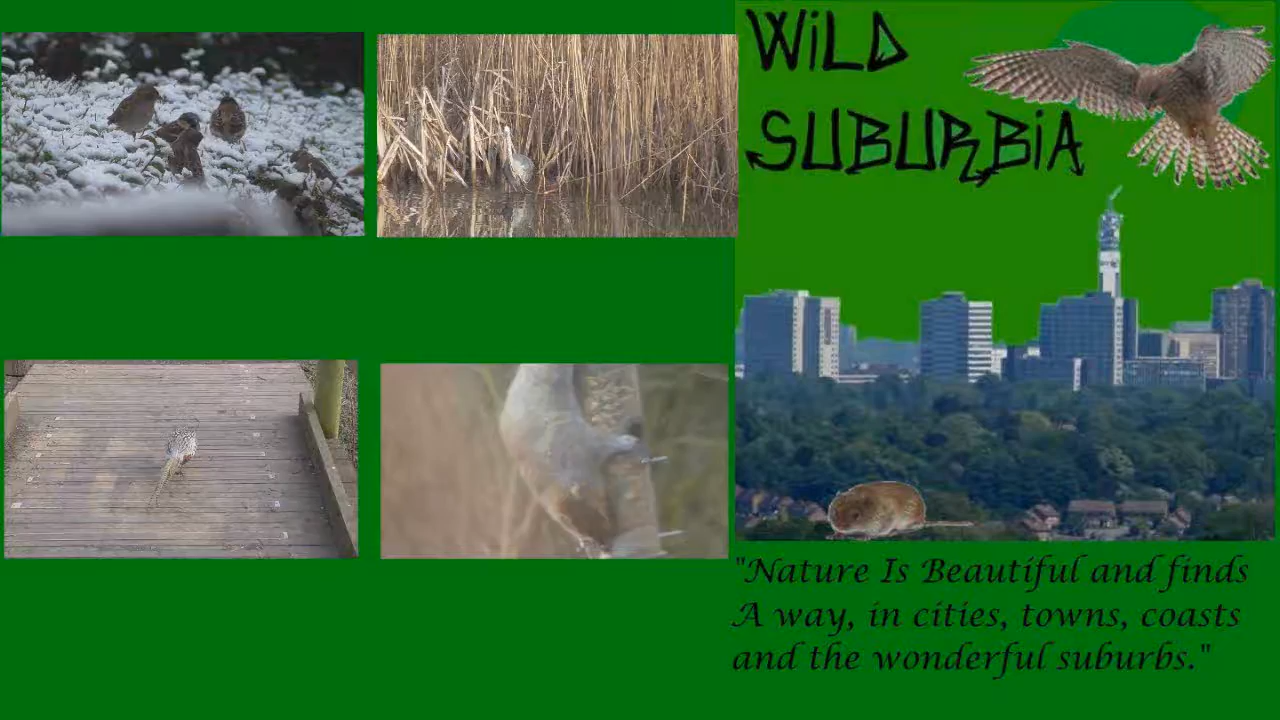 WiLD
SUBURBiA
"Nature Is Beautiful and finds
A way, in cities, towns, coasts
and the wonderful suburbs."